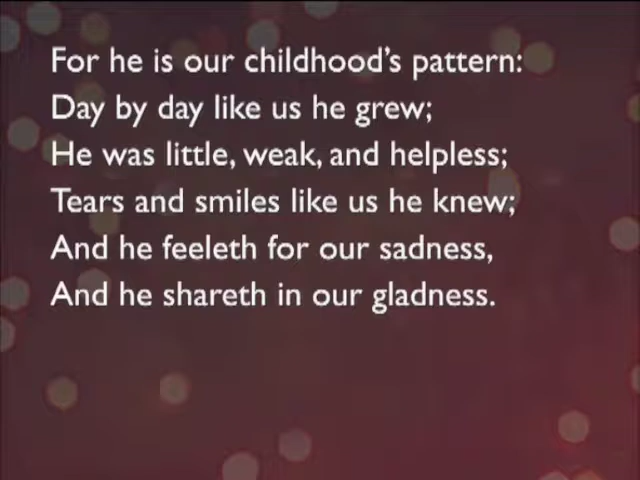 For he is our childhood's pattern:
Day by day like us he grew;
He was little, weak, and helpless;
Tears and smiles like us he knew;
And he feeleth for our sadness,
And he shareth in our gladness.